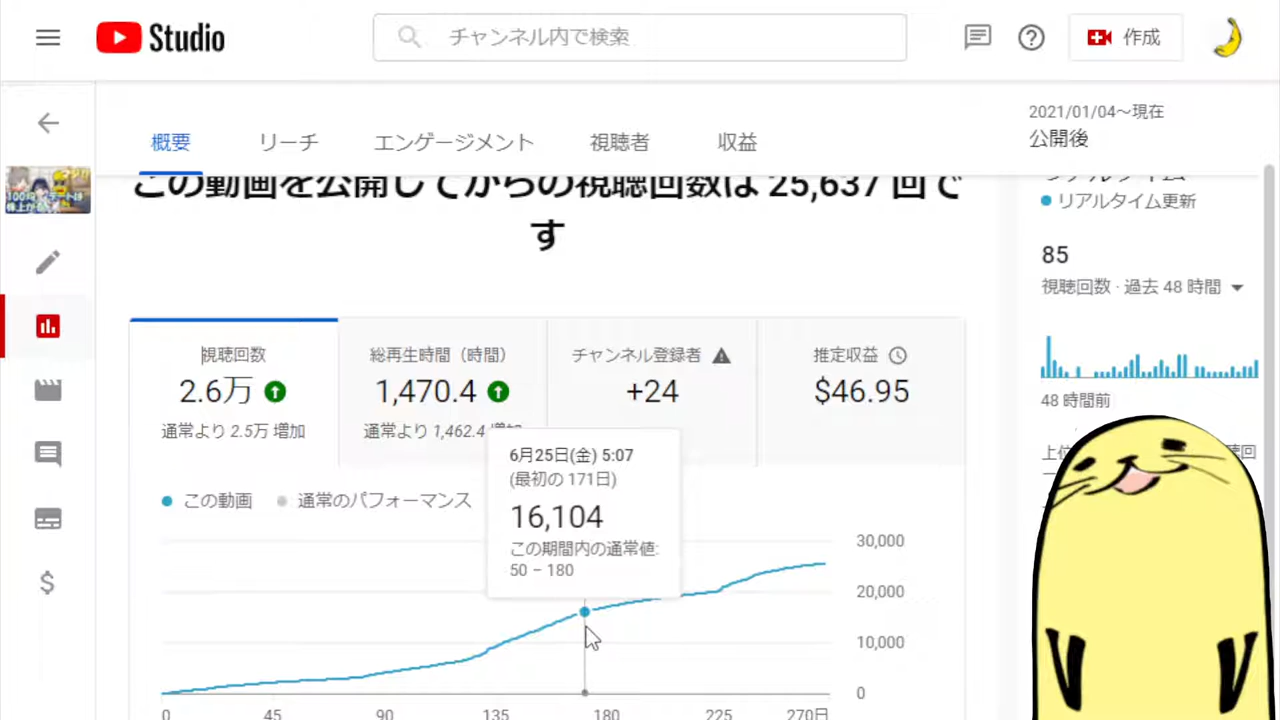 Studio
チャンネル内で検索
作成
概要
リーチ
エンゲージメント
視聴者
収益
2021/01/04～現在
公開後
この動画を公開してからの視聴回数は 25,637 回で
す
リアルタイム
リアルタイム更新
85
視聴回数 · 過去 48 時間
48 時間前
視聴回数
2.6万
通常より 2.5万 増加
総再生時間（時間）
1,470.4
通常より 1,462.4 増加
チャンネル登録者
+24
推定収益
$46.95
この動画
通常のパフォーマンス
6月25日(金) 5:07
(最初の 171日)
16,104
この期間内の通常値:
50 – 180
30,000
20,000
10,000
0
0
45
90
135
180
225
270日